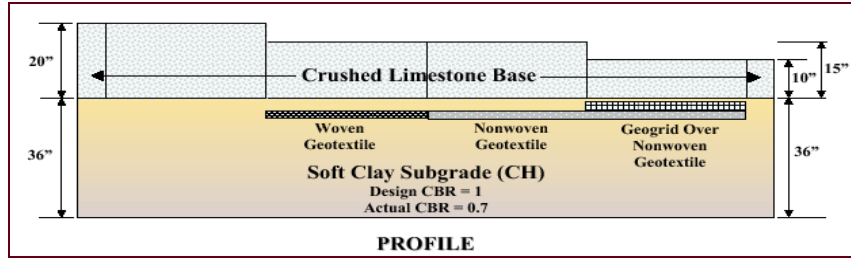 20”
Crushed Limestone Base
10”
15”
36”
Woven
Geotextile
Nonwoven
Geotextile
Geogrid Over
Nonwoven
Geotextile
36”
Soft Clay Subgrade (CH)
Design CBR = 1
Actual CBR = 0.7
PROFILE